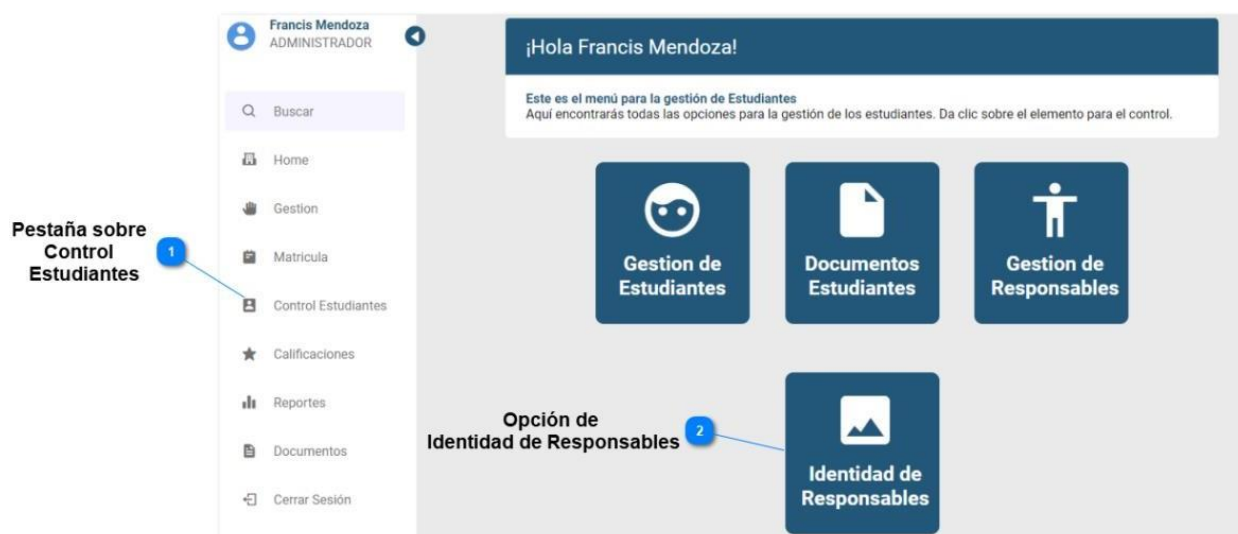 Francis Mendoza
ADMINISTRADOR
Buscar
Home
Gestion
Matricula
Control Estudiantes
Calificaciones
Reportes
Documentos
Cerrar Sesión
Pestaña sobre
Control
Estudiantes
1
¡Hola Francis Mendoza!
Este es el menú para la gestión de Estudiantes
Aquí encontrarás todas las opciones para la gestión de los estudiantes. Da clic sobre el elemento para el control.
Gestion de
Estudiantes
Documentos
Estudiantes
Gestion de
Responsables
Opción de
Identidad de Responsables
2
Identidad de
Responsables